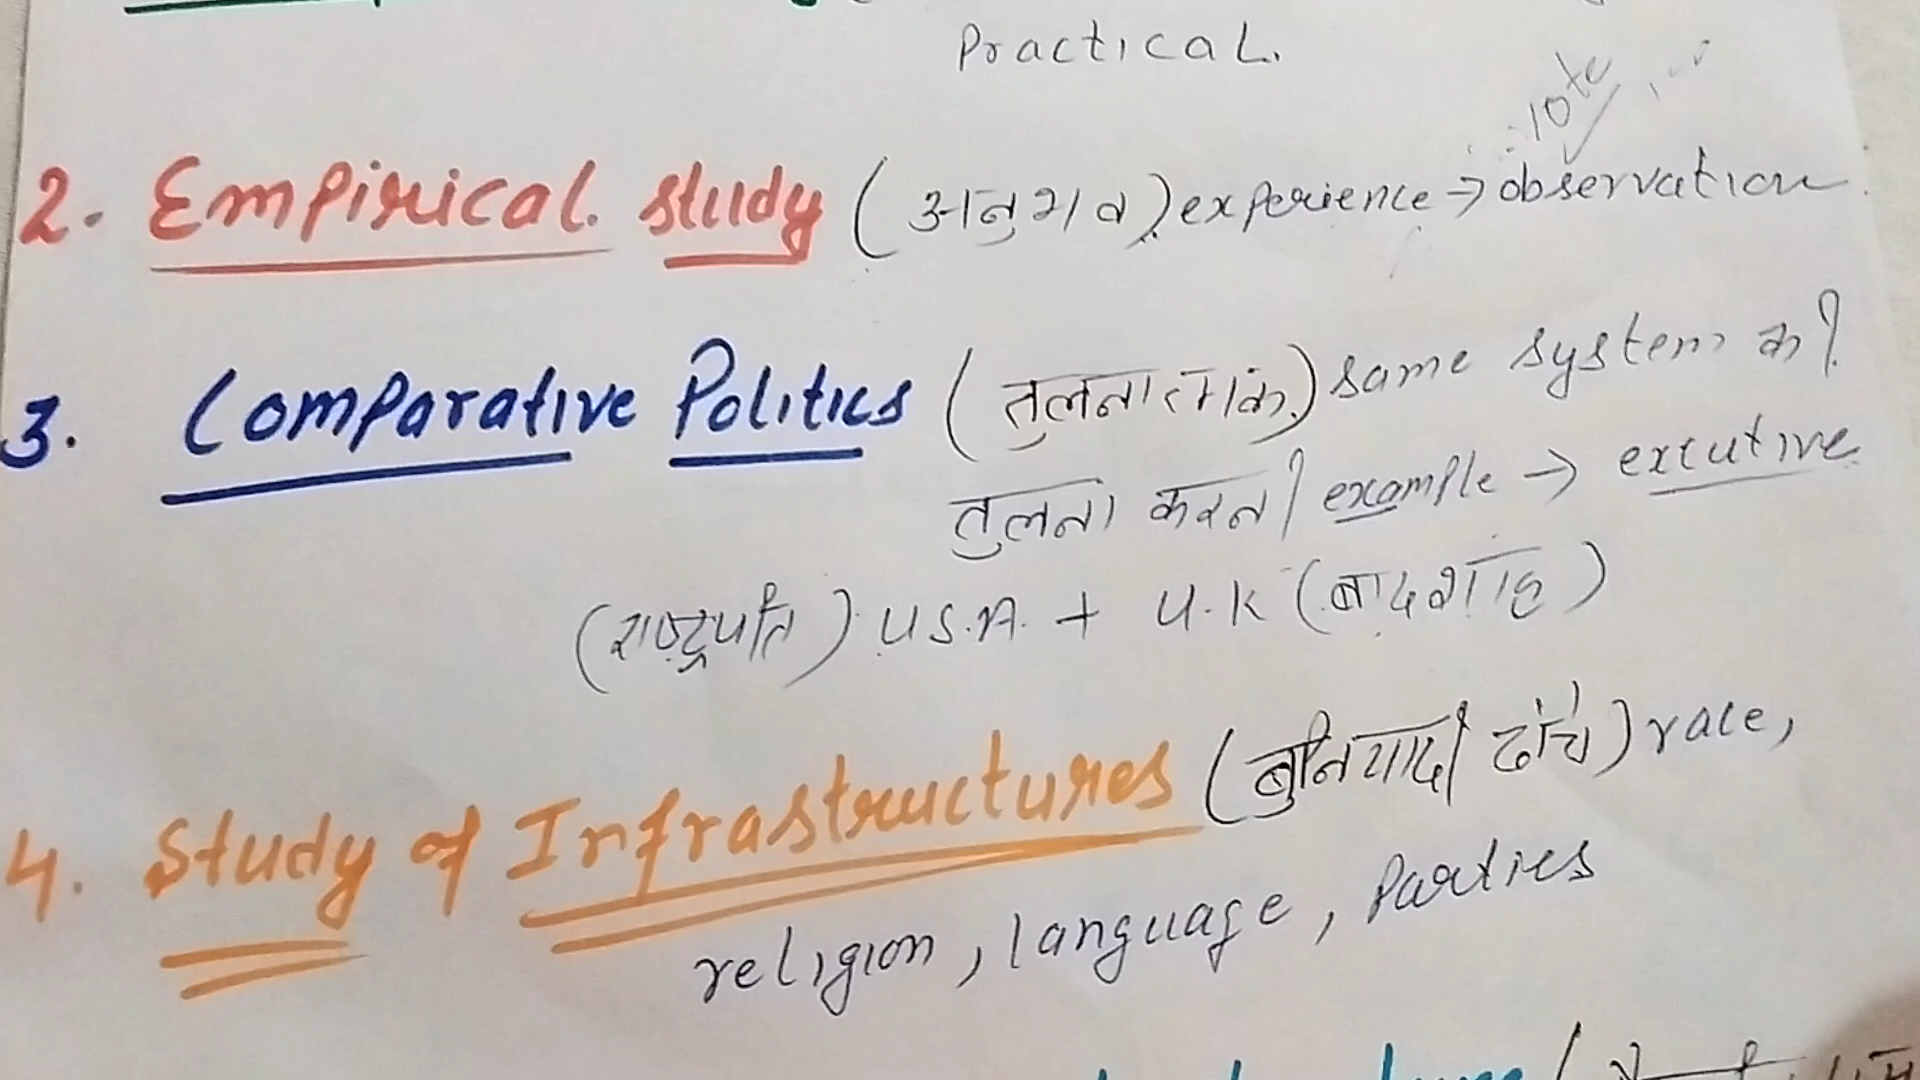 Practical.
vote
2. Empirical study (अनुभव) experience → observation
3. Comparative Politics (तुलनात्मक) same system की
तुलना करना example → excutive
(राष्ट्रपति) U.S.A. + U.K (बादशाह)
4. Study of Infrastructures (बुनियादी ढांचे) race,
religion, language, Parties